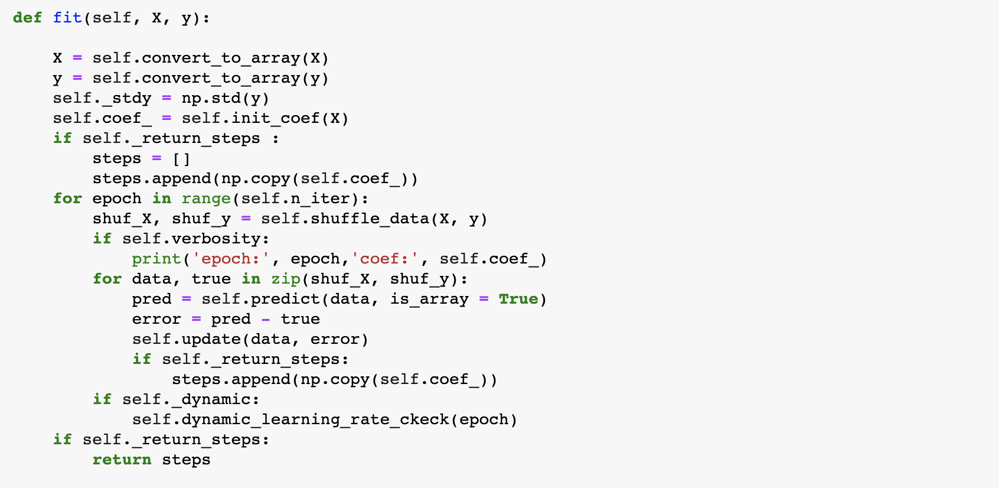 def fit(self, X, y):
X = self.convert_to_array(X)
y = self.convert_to_array(y)
self._stdy = np.std(y)
self.coef_ = self.init_coef(X)
if self._return_steps :
steps = []
steps.append(np.copy(self.coef_))
for epoch in range(self.n_iter):
shuf_X, shuf_y = self.shuffle_data(X, y)
if self.verbosity:
print('epoch:', epoch,'coef:', self.coef_)
for data, true in zip(shuf_X, shuf_y):
pred = self.predict(data, is_array = True)
error = pred - true
self.update(data, error)
if self._return_steps:
steps.append(np.copy(self.coef_))
if self._dynamic:
self.dynamic_learning_rate_ckeck(epoch)
if self._return_steps:
return steps